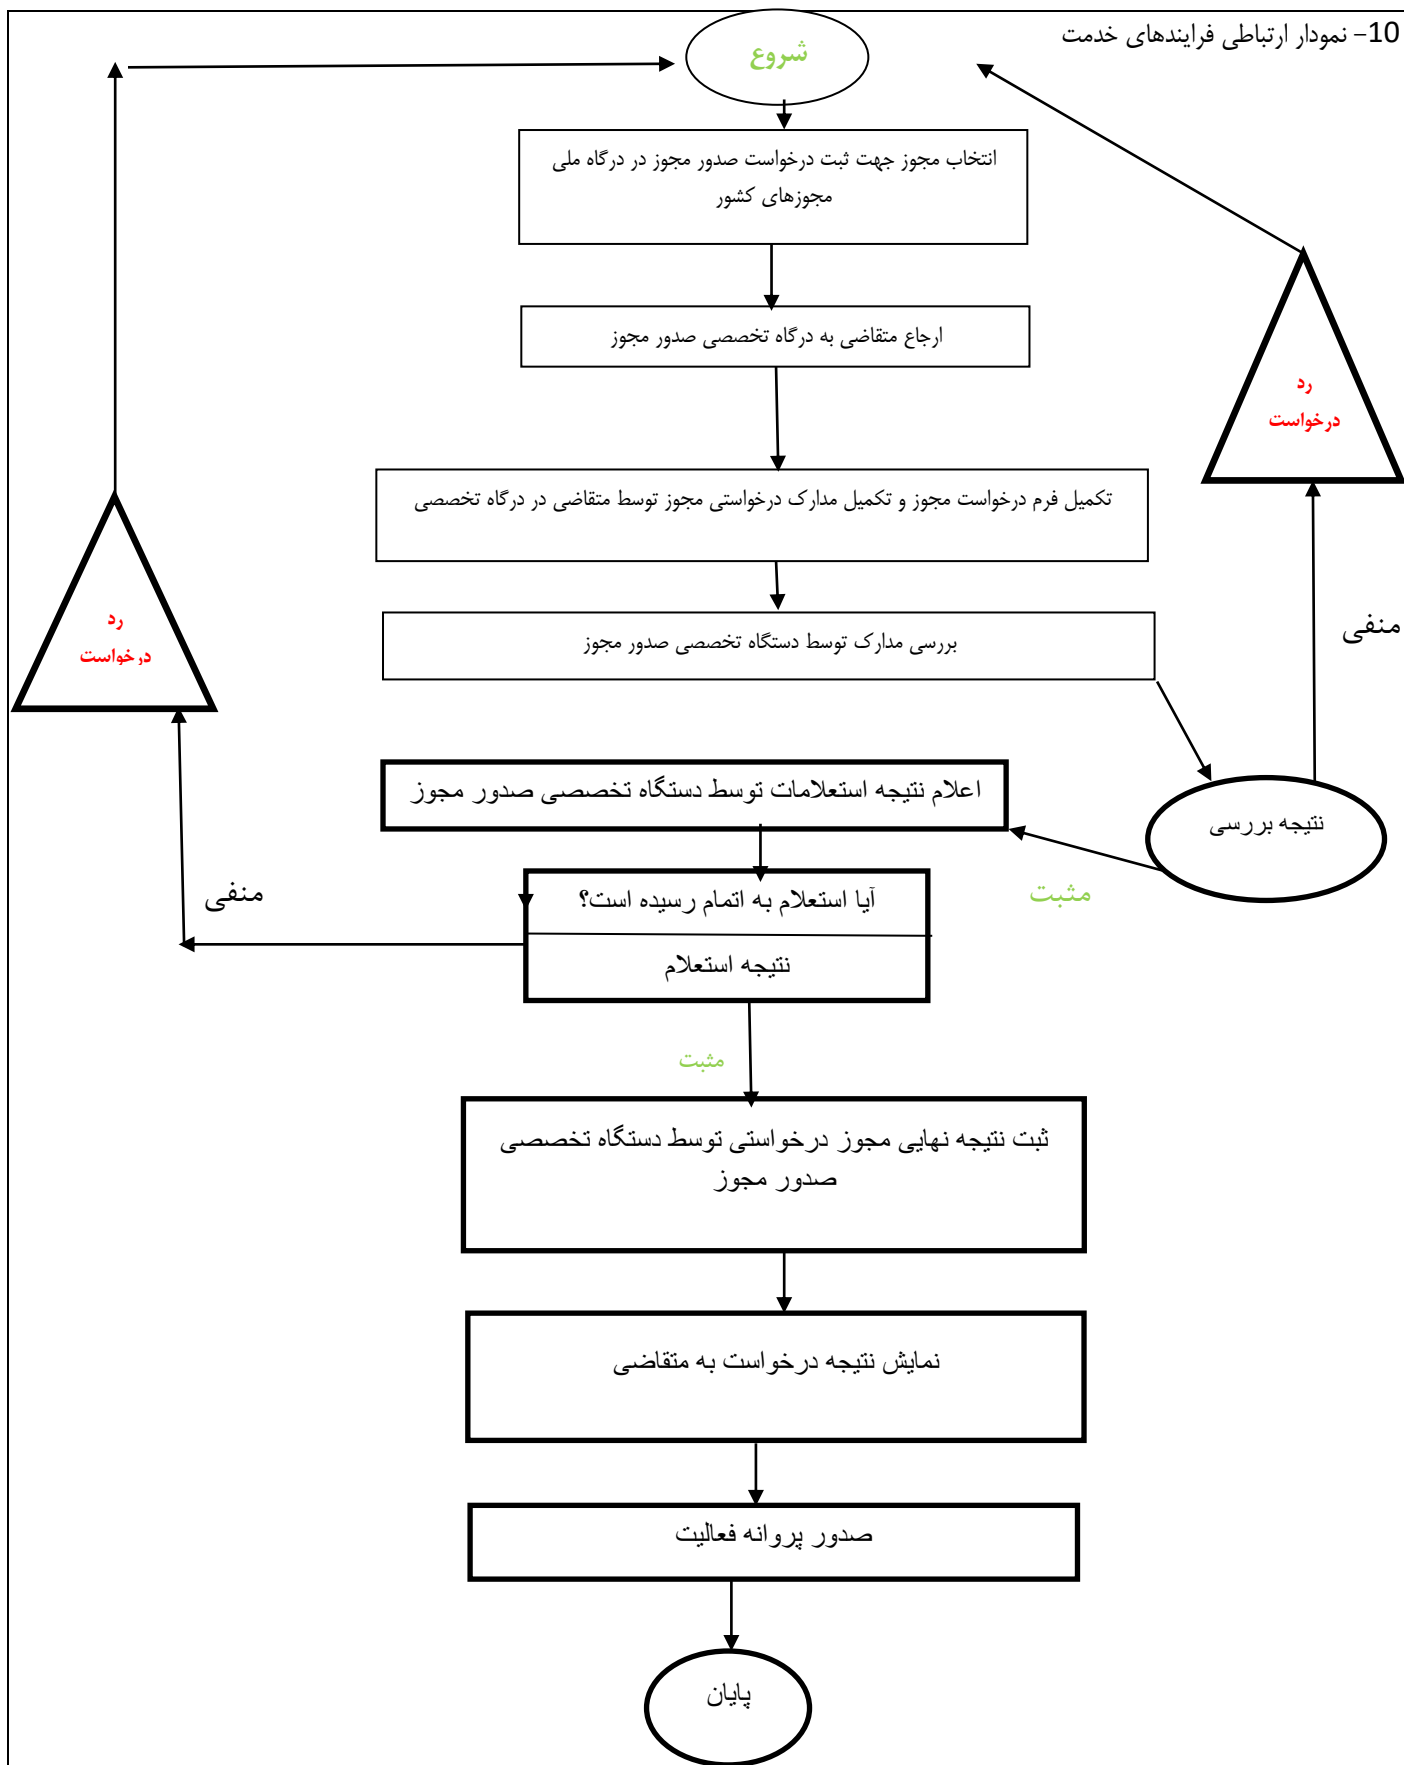 10- نمودار ارتباطی فرایندهای خدمت
شروع
انتخاب مجوز جهت ثبت درخواست صدور مجوز در درگاه ملی
مجوزهای کشور
ارجاع متقاضی به درگاه تخصصی صدور مجوز
رد
درخواست
تکمیل فرم درخواست مجوز و تکمیل مدارک درخواستی مجوز توسط متقاضی در درگاه تخصصی
رد
درخواست
منفی
بررسی مدارک توسط دستگاه تخصصی صدور مجوز
اعلام نتیجه استعلامات توسط دستگاه تخصصی صدور مجوز
نتیجه بررسی
مثبت
آیا استعلام به اتمام رسیده است؟
منفی
نتیجه استعلام
مثبت
ثبت نتیجه نهایی مجوز درخواستی توسط دستگاه تخصصی
صدور مجوز
نمایش نتیجه درخواست به متقاضی
صدور پروانه فعالیت
پایان